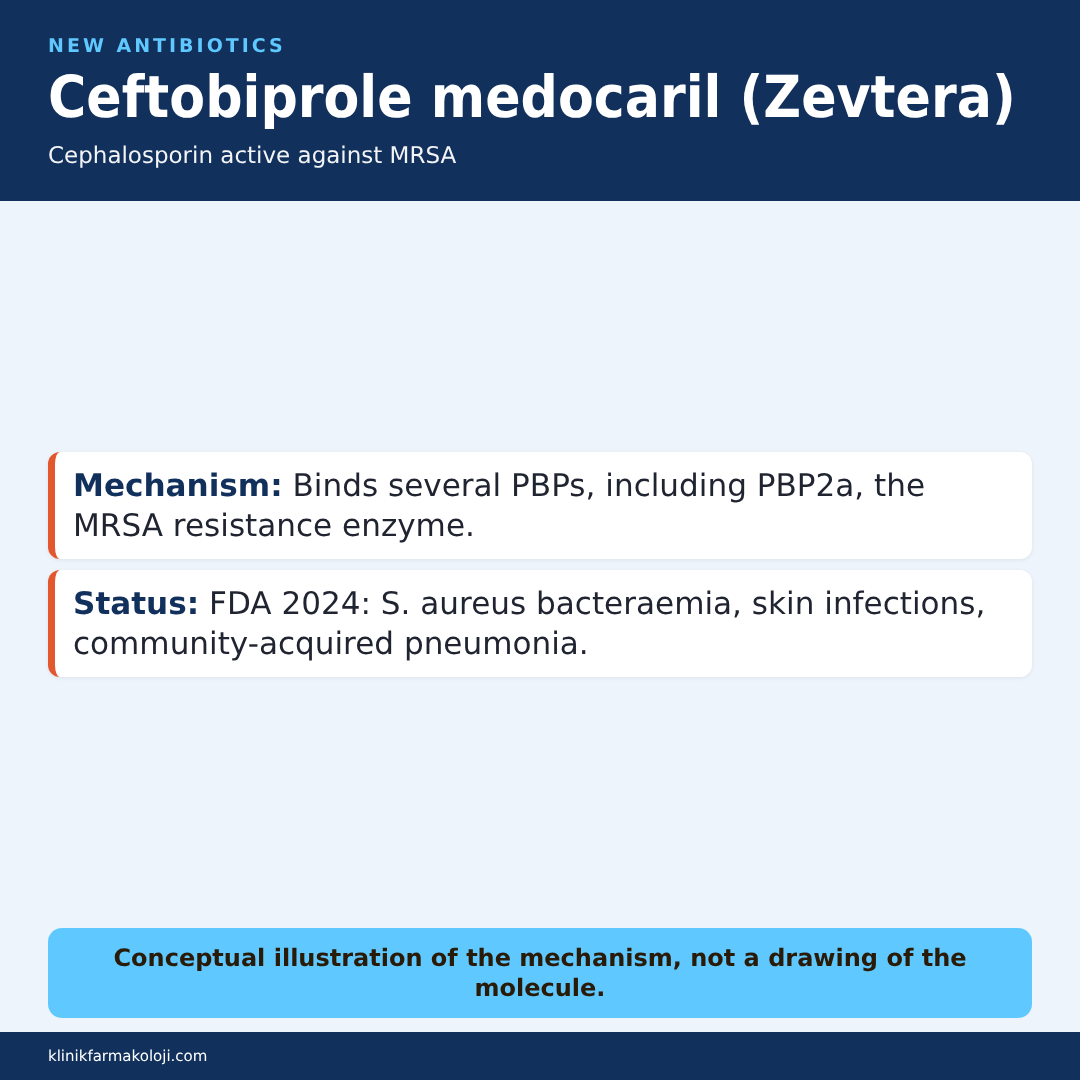 NEW ANTIBIOTICS
Ceftobiprole medocaril (Zevtera)
Cephalosporin active against MRSA
Mechanism: Binds several PBPs, including PBP2a, the
MRSA resistance enzyme.
Status: FDA 2024: S. aureus bacteraemia, skin infections,
community-acquired pneumonia.
Conceptual illustration of the mechanism, not a drawing of the
molecule.
klinikfarmakoloji.com